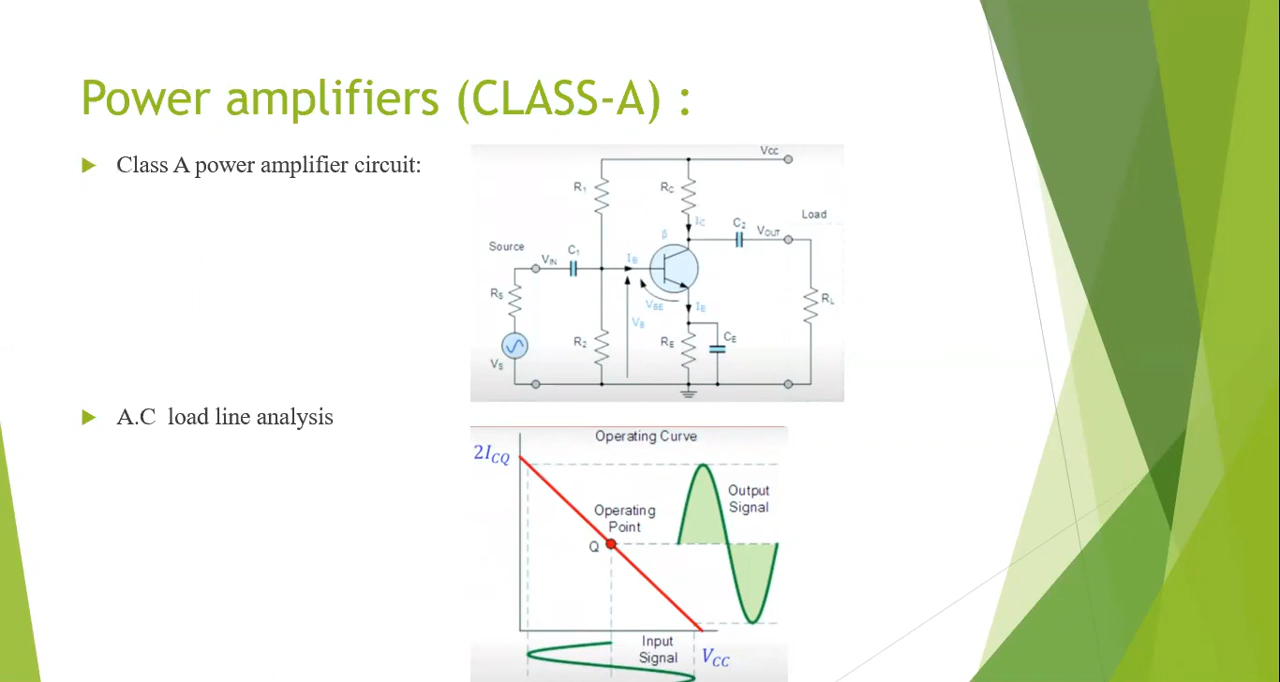 Power amplifiers (CLASS-A) :
Class A power amplifier circuit:
Vcc
R₁
Rc
Ic
C₂
VOUT
Load
β
Source
VIN
C₁
IB
RS
VBE
IE
RL
VB
R₂
RE
CE
VS
A.C load line analysis
Operating Curve
2ICQ
Output
Signal
Operating
Point
Q
Input
Signal
VCC